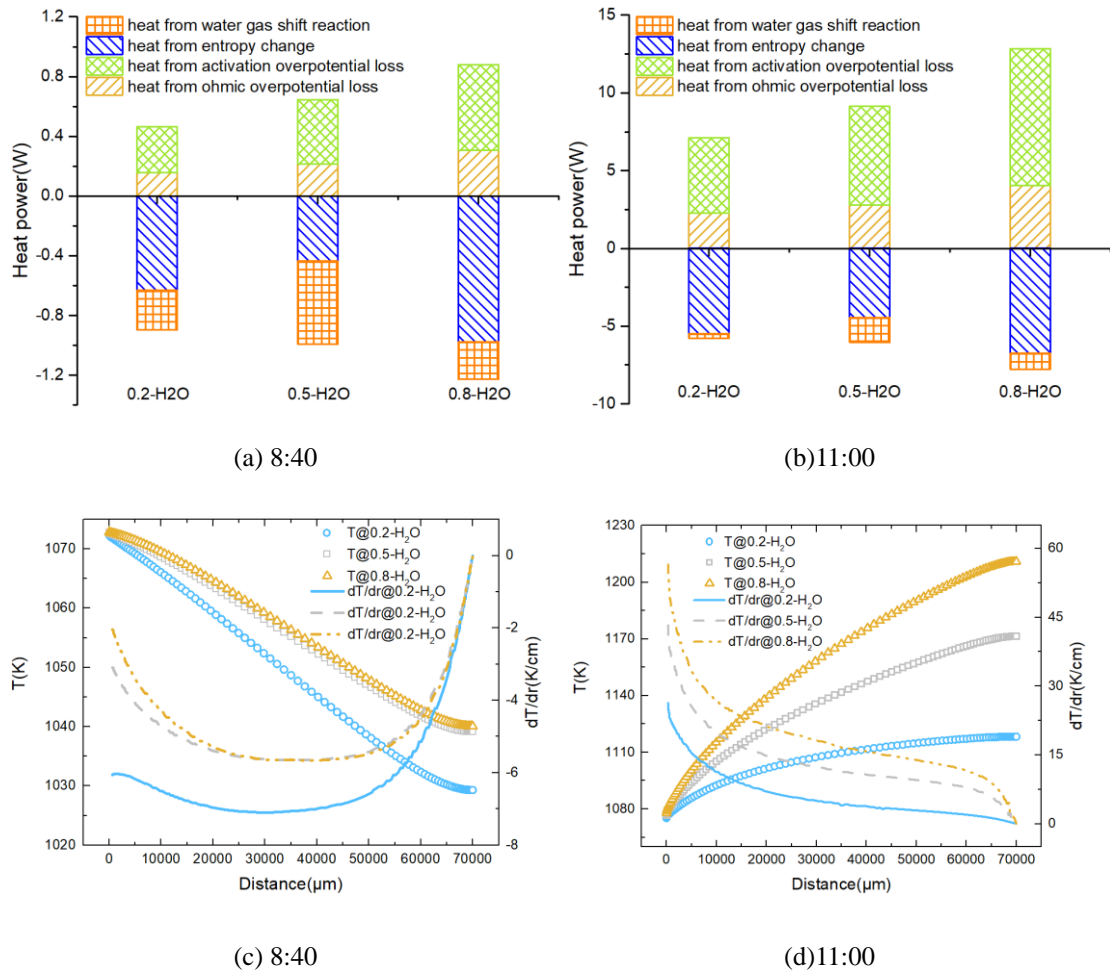 heat from water gas shift reaction
heat from entropy change
heat from activation overpotential loss
heat from ohmic overpotential loss
1.2
0.8
0.4
0.0
-0.4
-0.8
-1.2
Heat power(W)
0.2-H2O 0.5-H2O 0.8-H2O
(a) 8:40
heat from water gas shift reaction
heat from entropy change
heat from activation overpotential loss
heat from ohmic overpotential loss
15
10
5
0
-5
-10
Heat power(W)
0.2-H2O 0.5-H2O 0.8-H2O
(b)11:00
T@0.2-H₂O
T@0.5-H₂O
T@0.8-H₂O
dT/dr@0.2-H₂O
dT/dr@0.2-H₂O
dT/dr@0.2-H₂O
1070
1060
1050
1040
1030
1020
T(K)
0
-2
-4
-6
-8
dT/dr(K/cm)
0 10000 20000 30000 40000 50000 60000 70000
Distance(μm)
(c) 8:40
T@0.2-H₂O
T@0.5-H₂O
T@0.8-H₂O
dT/dr@0.2-H₂O
dT/dr@0.5-H₂O
dT/dr@0.8-H₂O
1230
1200
1170
1140
1110
1080
T(K)
60
45
30
15
0
dT/dr(K/cm)
0 10000 20000 30000 40000 50000 60000 70000
Distance(μm)
(d)11:00